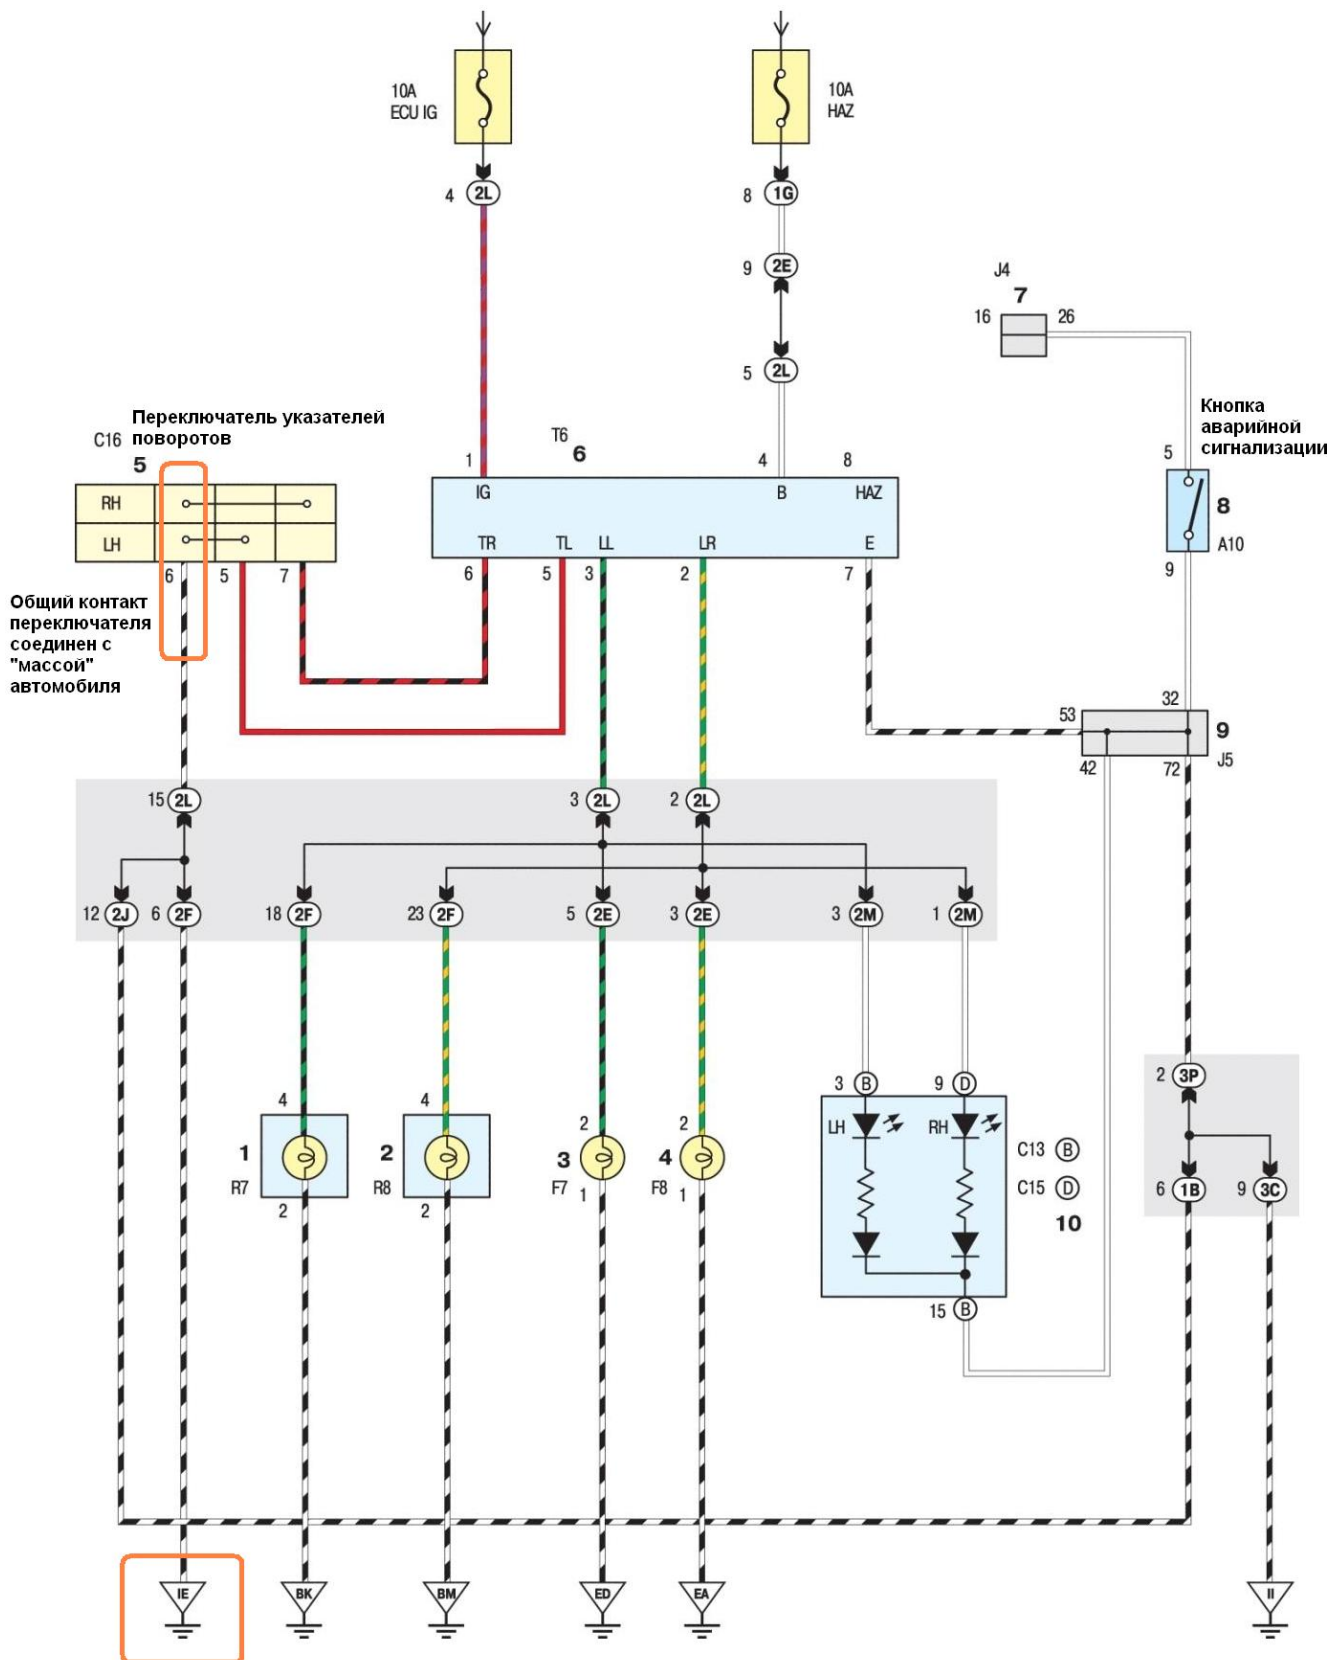 10A
ECU IG
10A
HAZ
4 2L
8 1G
9 2E
5 2L
J4
7
16 26
Переключатель указателей
поворотов
C16
5
T6
6
Кнопка
аварийной
сигнализации
5
8
A10
9
1 4 8
IG B HAZ
TR TL LL LR E
6 5 3 2 7
RH
LH
6 5 7
Общий контакт
переключателя
соединен с
"массой"
автомобиля
53 32
9
J5
42 72
15 2L 3 2L 2 2L
12 2J 6 2F 18 2F 23 2F 5 2E 3 2E 3 2M 1 2M
2 3P
3 B 9 D
4 4 2 2
LH RH
1 2 3 4
R7 R8 F7 F8
2 2 1 1
C13 B
C15 D
10
6 1B 9 3C
15 B
IE BK BM ED EA II